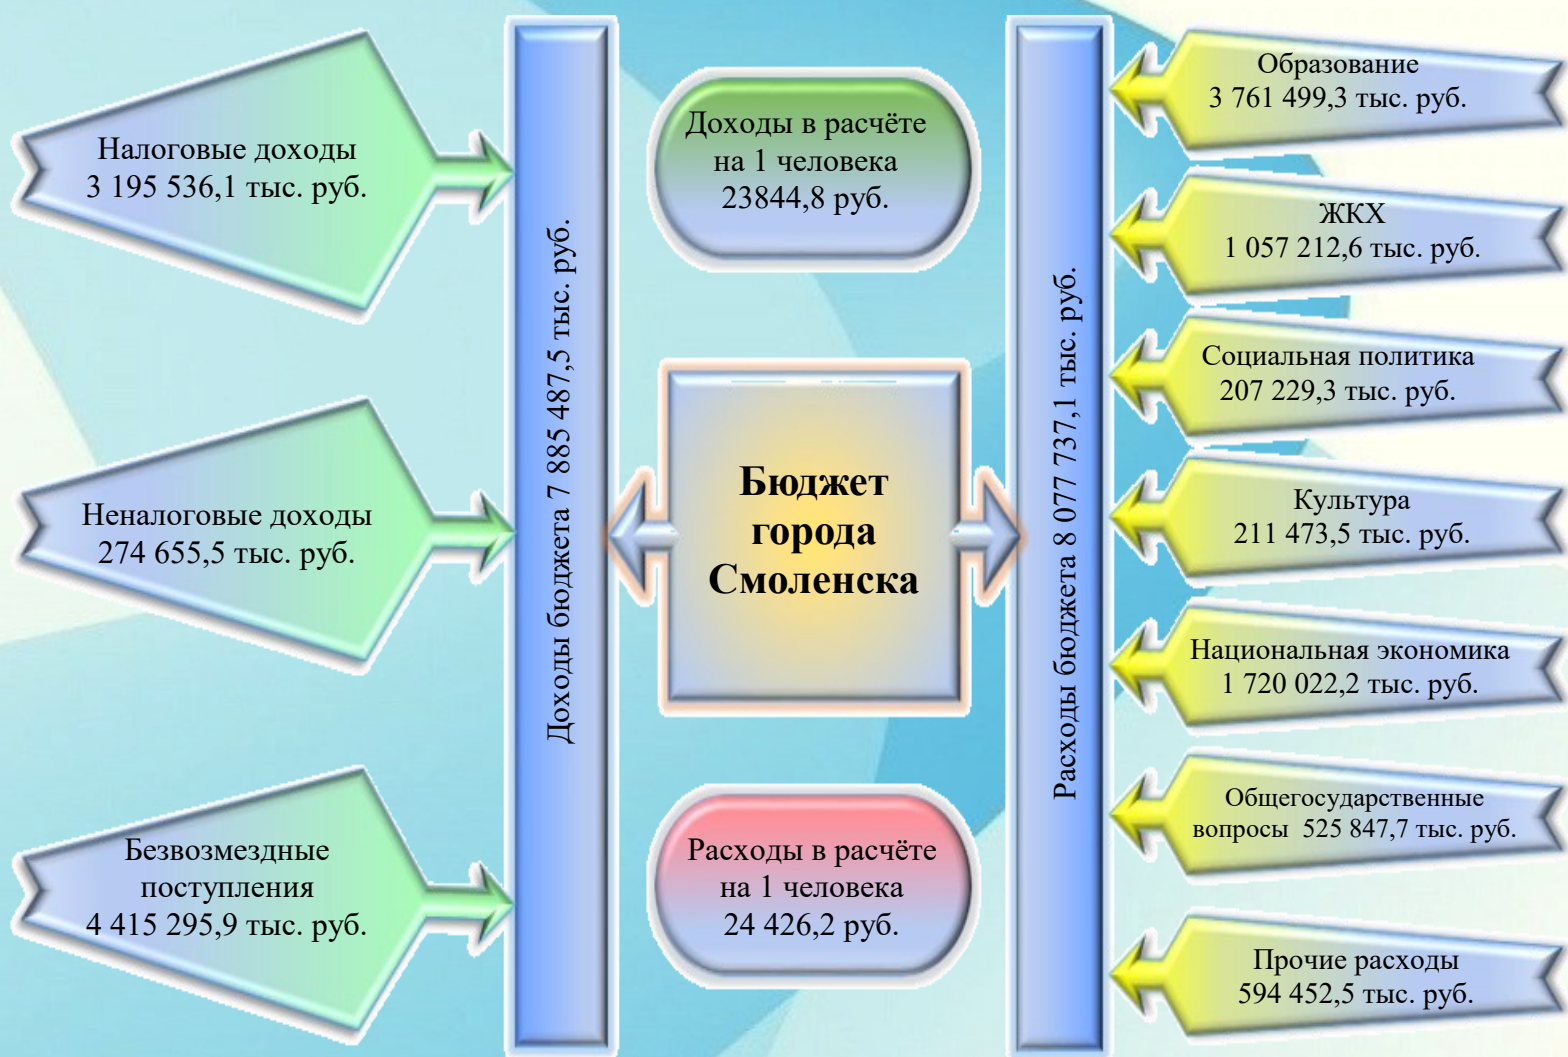 Налоговые доходы
3 195 536,1 тыс. руб.
Неналоговые доходы
274 655,5 тыс. руб.
Безвозмездные
поступления
4 415 295,9 тыс. руб.
Доходы бюджета 7 885 487,5 тыс. руб.
Доходы в расчёте
на 1 человека
23844,8 руб.
Бюджет
города
Смоленска
Расходы в расчёте
на 1 человека
24 426,2 руб.
Расходы бюджета 8 077 737,1 тыс. руб.
Образование
3 761 499,3 тыс. руб.
ЖКХ
1 057 212,6 тыс. руб.
Социальная политика
207 229,3 тыс. руб.
Культура
211 473,5 тыс. руб.
Национальная экономика
1 720 022,2 тыс. руб.
Общегосударственные
вопросы 525 847,7 тыс. руб.
Прочие расходы
594 452,5 тыс. руб.